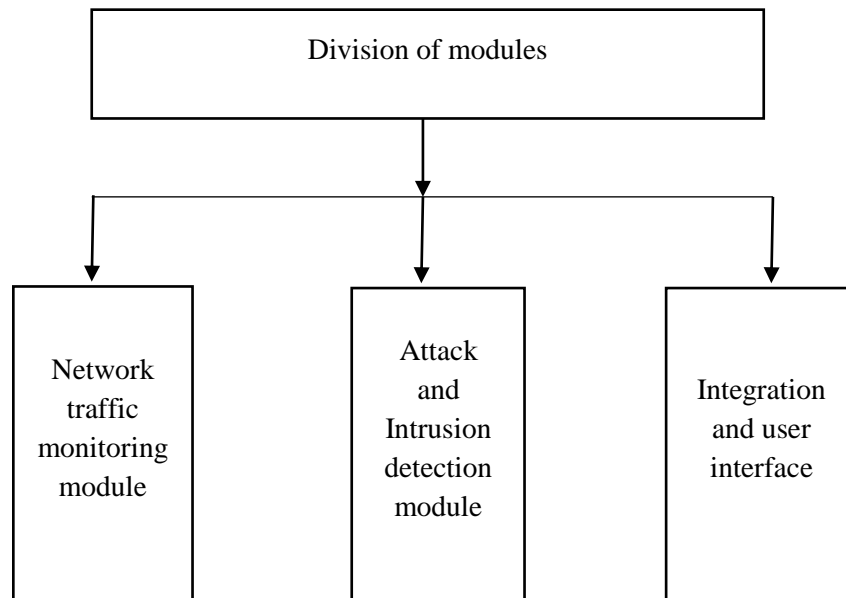 Division of modules
Network
traffic
monitoring
module
Attack
and
Intrusion
detection
module
Integration
and user
interface